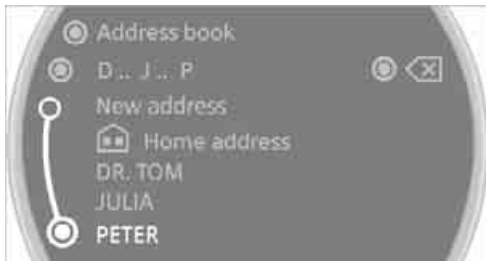 Address book
D .. J .. P
New address
Home address
DR. TOM
JULIA
PETER